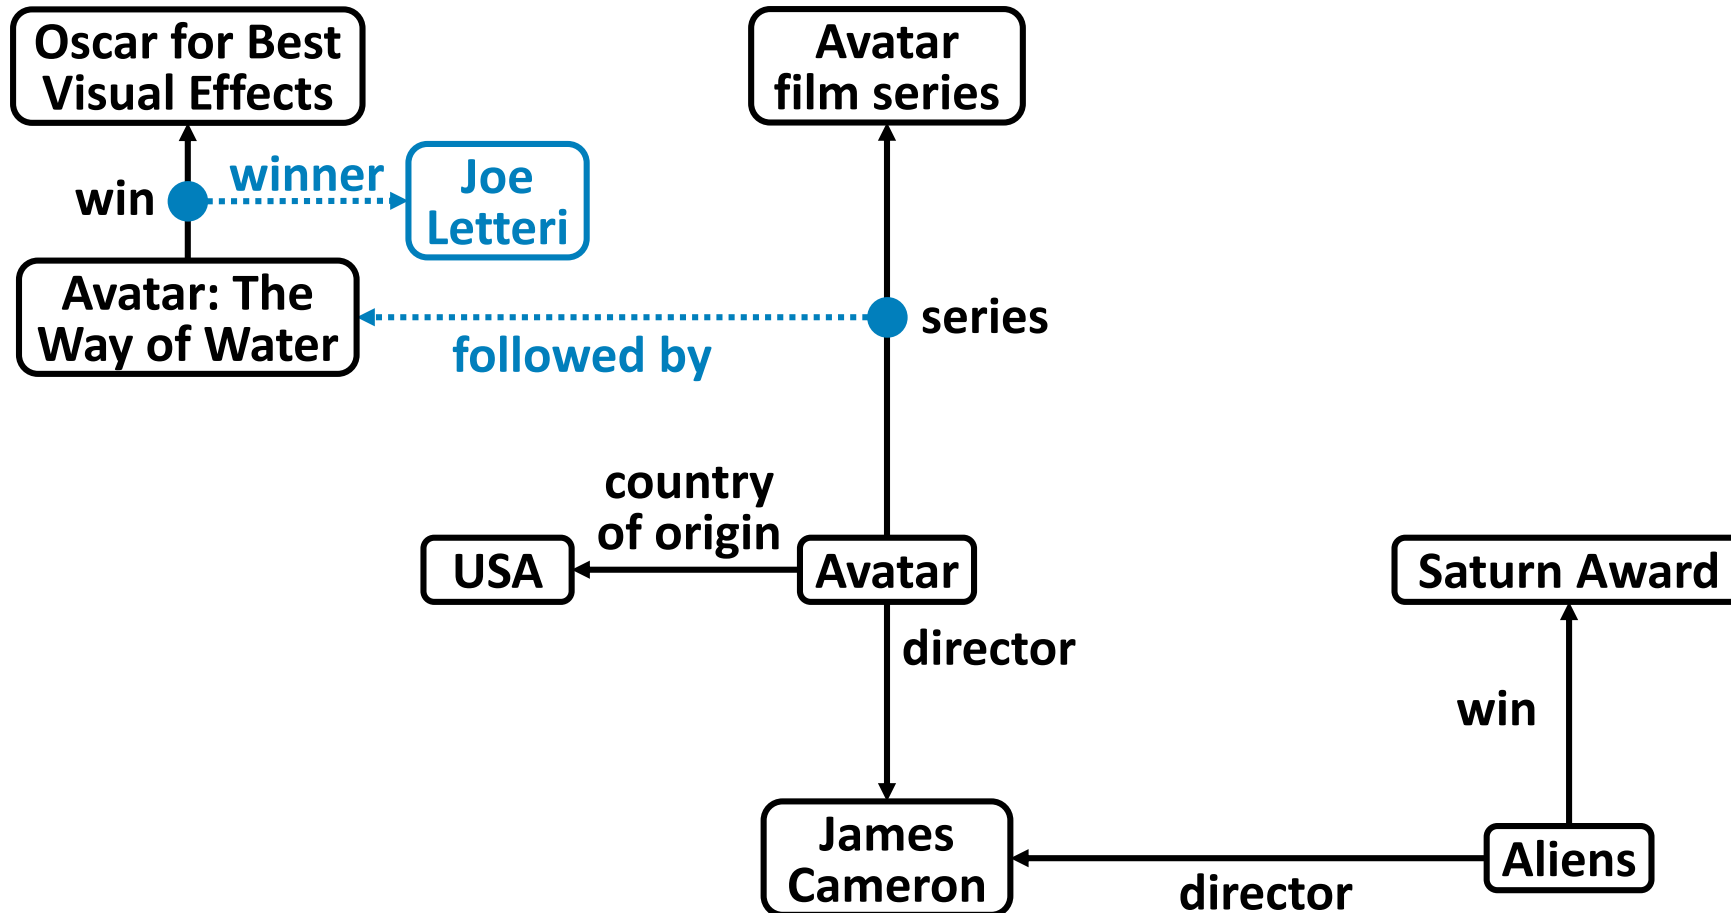 Oscar for Best
Visual Effects
Avatar
film series
win
winner
Joe
Letteri
Avatar: The
Way of Water
followed by
series
country
of origin
USA
Avatar
Saturn Award
director
win
James
Cameron
director
Aliens